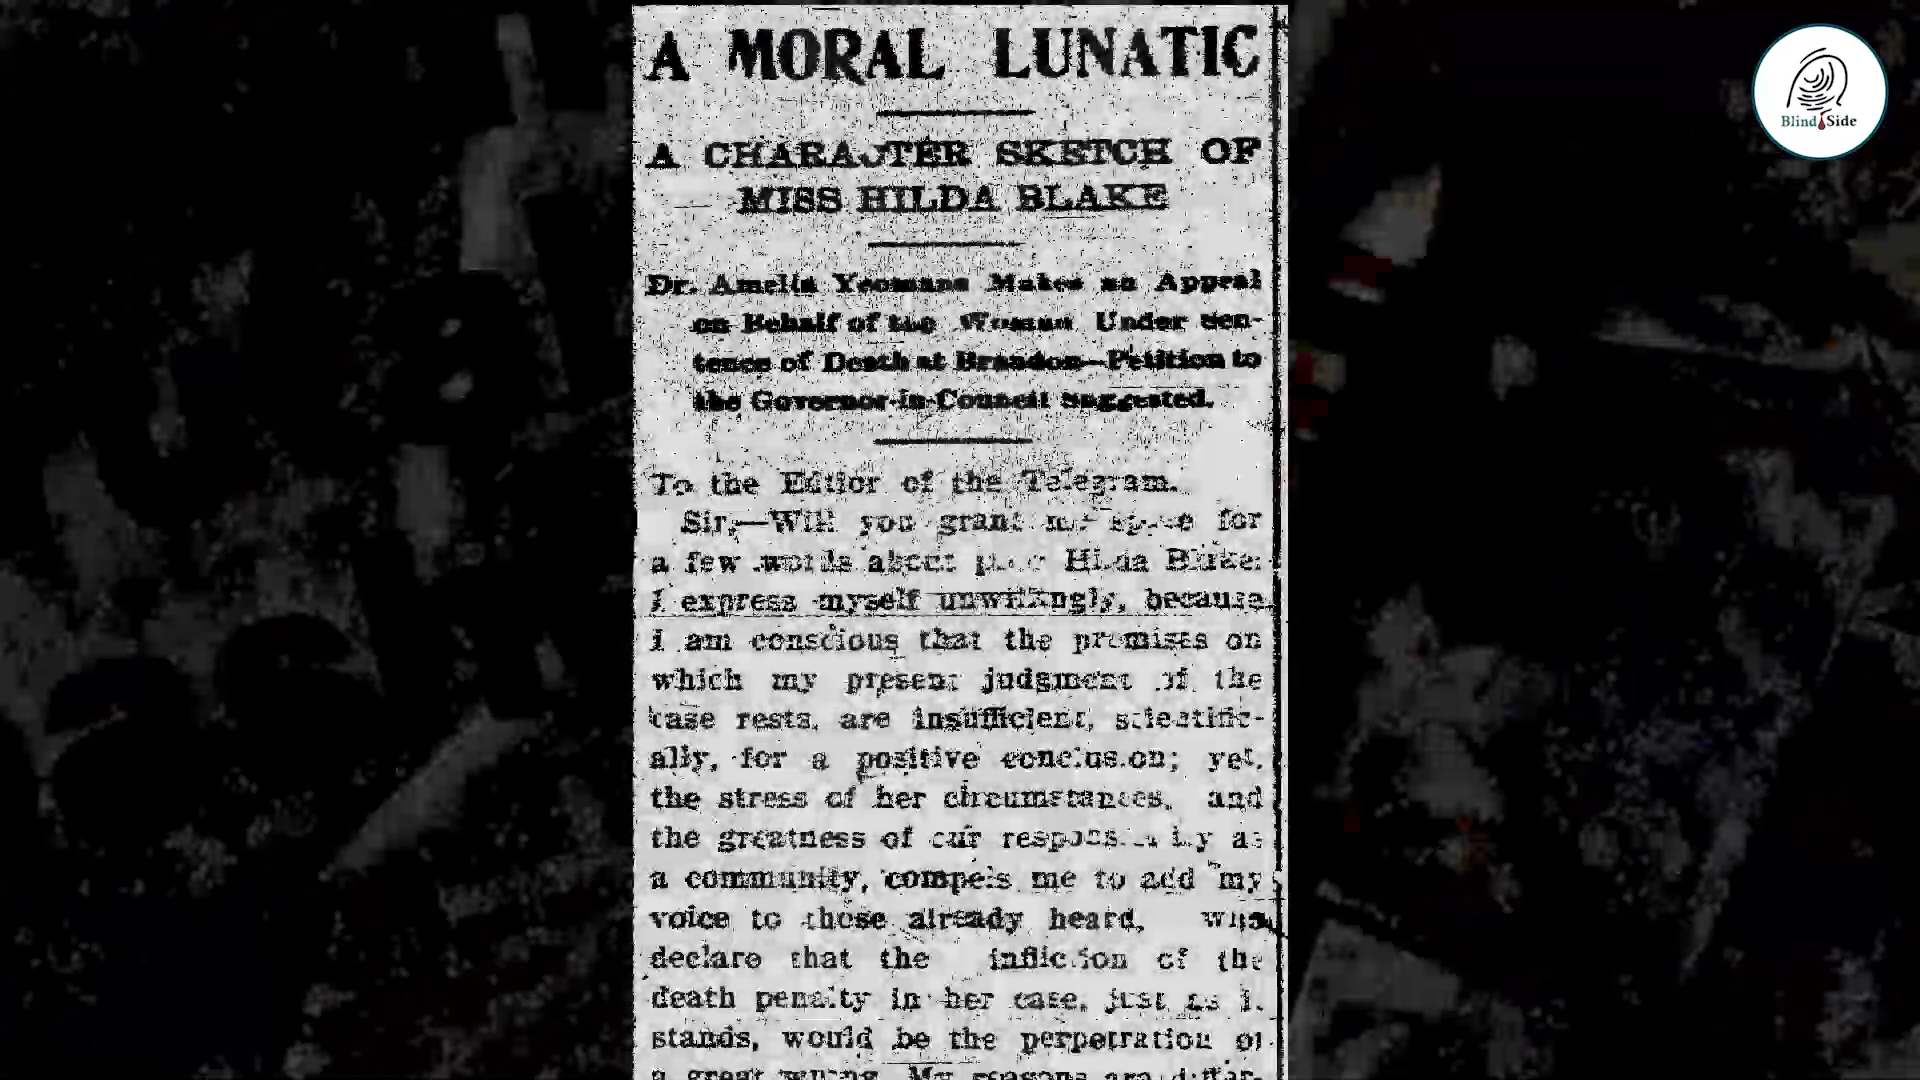 A MORAL LUNATIC
A CHARACTER SKETCH OF
MISS HILDA BLAKE
Dr. Amelia Yeomans Makes an Appeal
on Behalf of the Woman Under Sen-
tence of Death at Brandon—Petition to
the Governor-in-Council Suggested.
To the Editor of the Telegram.
Sir,—Will you grant me space for
a few words about poor Hilda Blake.
I express myself unwillingly, because
I am conscious that the premises on
which my present judgment of the
case rests, are insufficient, scientific-
ally, for a positive conclusion; yet,
the stress of her circumstances, and
the greatness of our responsibility as
a community, compels me to add my
voice to those already heard, who
declare that the infliction of the
death penalty in her case, just as it
stands, would be the perpetration of
a great wrong. My reasons are differ-
Blind Side